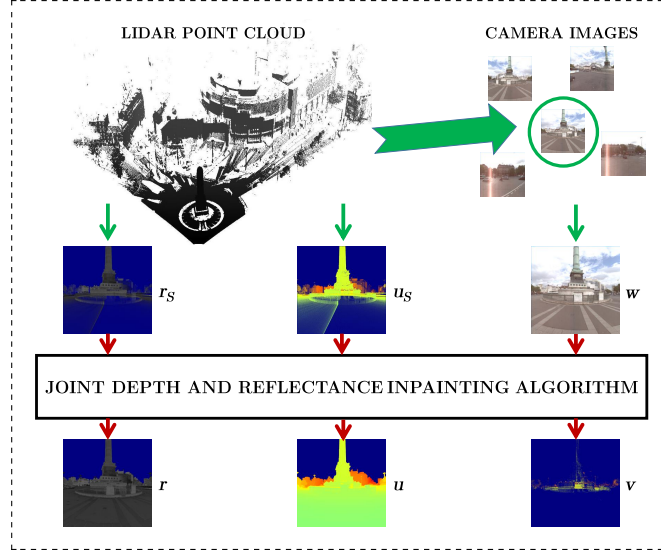 LIDAR POINT CLOUD
CAMERA IMAGES
r_S
u_S
w
JOINT DEPTH AND REFLECTANCE INPAINTING ALGORITHM
r
u
v